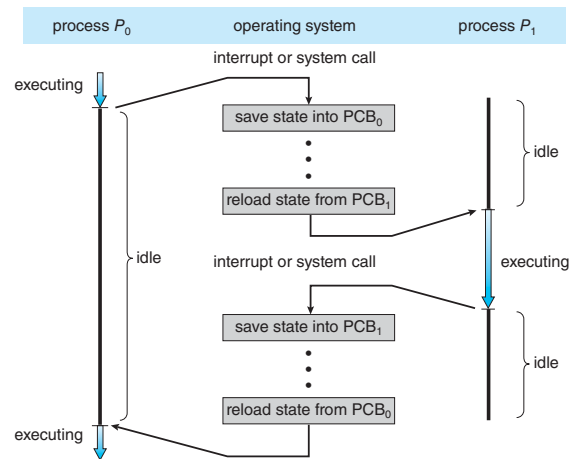 process P0 operating system process P1
interrupt or system call
executing
save state into PCB0
idle
reload state from PCB1
idle
interrupt or system call
executing
save state into PCB1
idle
reload state from PCB0
executing